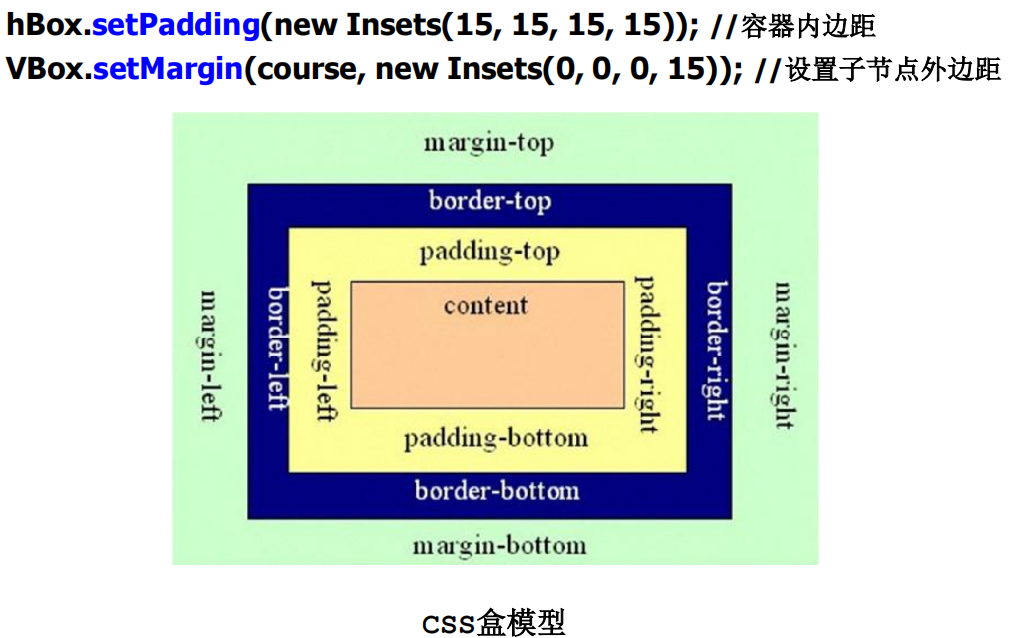 hBox.setPadding(new Insets(15, 15, 15, 15)); //容器内边距
VBox.setMargin(course, new Insets(0, 0, 0, 15)); //设置子节点外边距
margin-top
border-top
padding-top
margin-left
border-left
padding-left
content
padding-right
border-right
margin-right
padding-bottom
border-bottom
margin-bottom
CSS盒模型